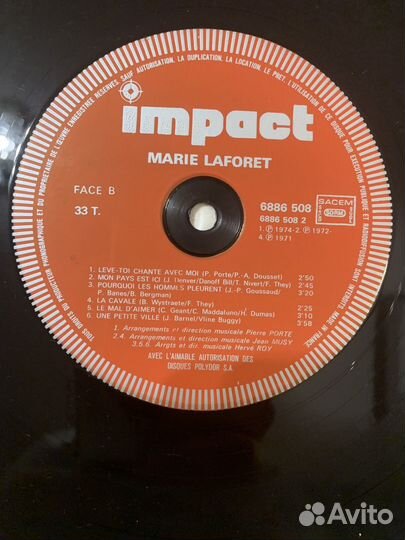 TOUS DROITS DU PRODUCTEUR PHONOGRAPHIQUE ET DU PROPRIETAIRE DE L'ŒUVRE ENREGISTREE RESERVES. SAUF AUTORISATION, LA DUPLICATION, LA LOCATION, LE PRET, L'UTILISATION DE CE DISQUE POUR EXECUTION PUBLIQUE ET RADIODIFFUSION SONT INTERDITS
MADE IN FRANCE.
impact
MARIE LAFORET
FACE B
33 T.
6886 508
6886 508 2
1.Ⓟ 1974-2.Ⓟ 1972-
4.Ⓟ 1971
SACEM
SDRM
1. LEVE-TOI CHANTE AVEC MOI (P. Porte/P.-A. Dousset) 2'50
2. MON PAYS EST ICI (J. Denver/Danoff Bill/T. Nivert/F. They) 2'45
3. POURQUOI LES HOMMES PLEURENT (J.-P. Goussaud/
P. Banes/B. Bergman) 3'20
4. LA CAVALE (B. Wystraete/F. They) 2'25
5. LE MAL D'AIMER (C. Geant/C. Maddaluno/H. Dumas) 3'10
6. UNE PETITE VILLE (J. Barnel/Vline Buggy) 3'58
1. Arrangements et direction musicale Pierre PORTE
2.4. Arrangements et direction musicale Jean MUSY
3.5.6. Arrgts et dir. musicale Hervé ROY
AVEC L'AIMABLE AUTORISATION DES
DISQUES POLYDOR S.A.
Avito